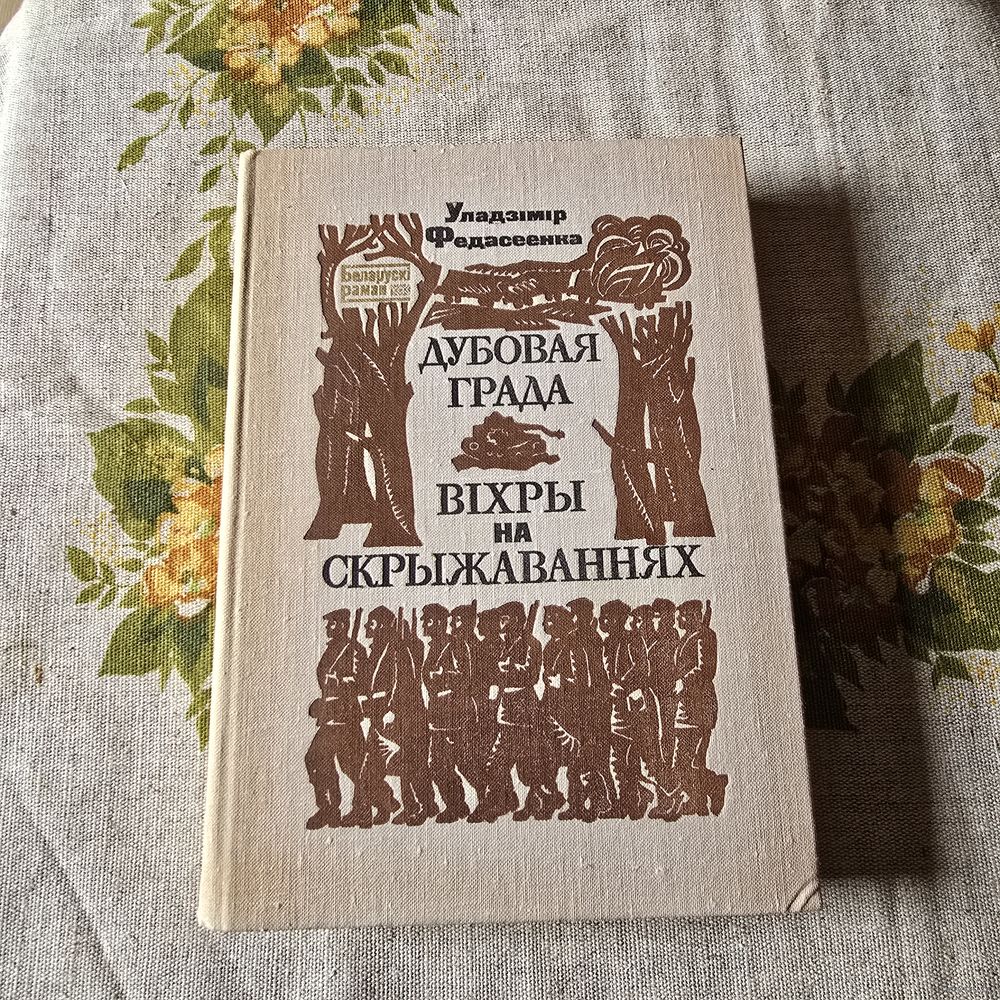 Уладзімір
Федасеенка
Беларускі
раман
ДУБОВАЯ
ГРАДА
ВІХРЫ
НА
СКРЫЖАВАННЯХ